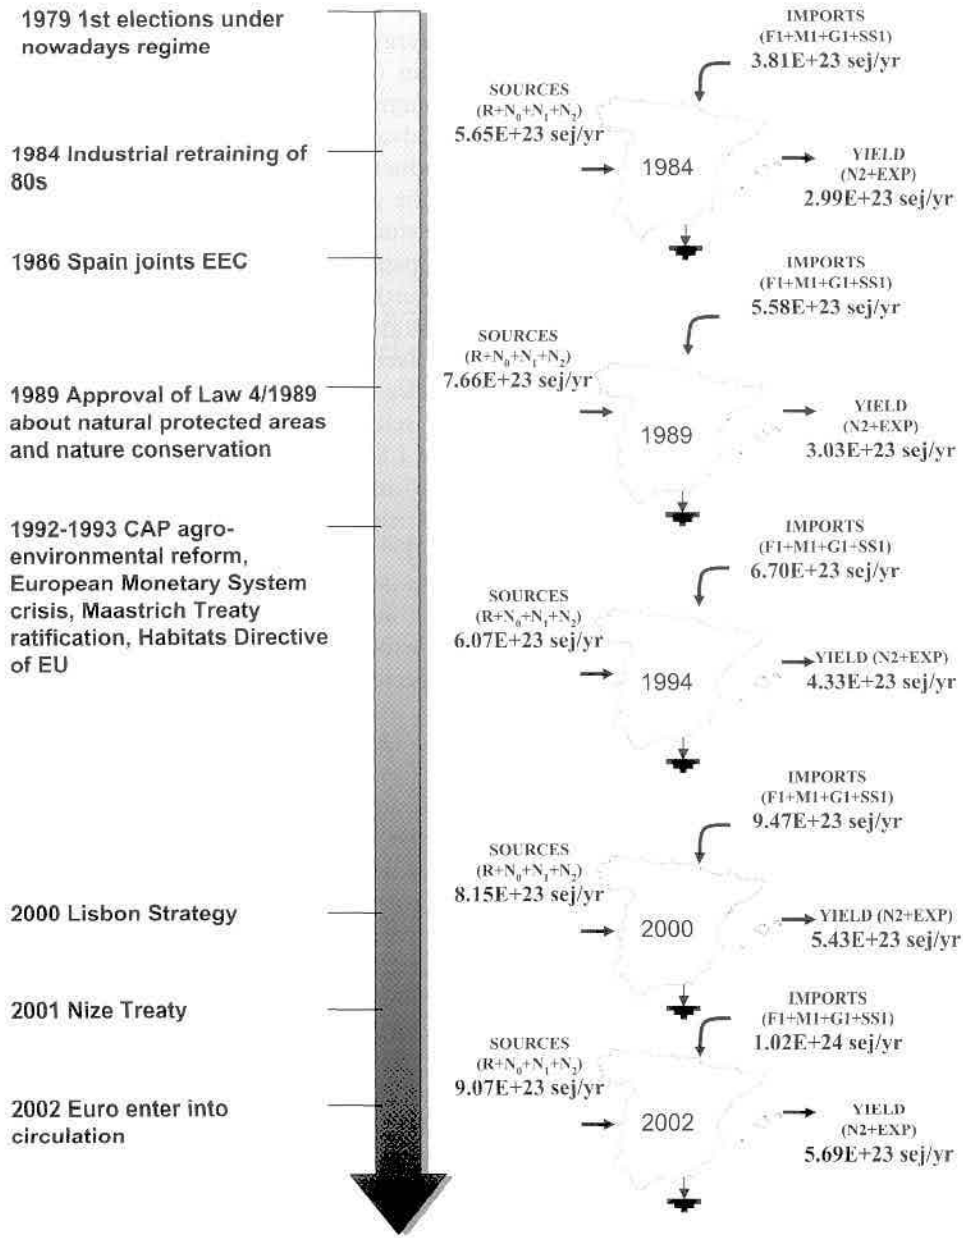 1979 1st elections under
nowadays regime
1984 Industrial retraining of
80s
1986 Spain joints EEC
1989 Approval of Law 4/1989
about natural protected areas
and nature conservation
1992-1993 CAP agro-
environmental reform,
European Monetary System
crisis, Maastrich Treaty
ratification, Habitats Directive
of EU
2000 Lisbon Strategy
2001 Nize Treaty
2002 Euro enter into
circulation
IMPORTS
(F1+M1+G1+SS1)
3.81E+23 sej/yr
SOURCES
(R+N₀+N₁+N₂)
5.65E+23 sej/yr
1984
YIELD
(N2+EXP)
2.99E+23 sej/yr
IMPORTS
(F1+M1+G1+SS1)
5.58E+23 sej/yr
SOURCES
(R+N₀+N₁+N₂)
7.66E+23 sej/yr
1989
YIELD
(N2+EXP)
3.03E+23 sej/yr
IMPORTS
(F1+M1+G1+SS1)
6.70E+23 sej/yr
SOURCES
(R+N₀+N₁+N₂)
6.07E+23 sej/yr
1994
YIELD (N2+EXP)
4.33E+23 sej/yr
IMPORTS
(F1+M1+G1+SS1)
9.47E+23 sej/yr
SOURCES
(R+N₀+N₁+N₂)
8.15E+23 sej/yr
2000
YIELD (N2+EXP)
5.43E+23 sej/yr
IMPORTS
(F1+M1+G1+SS1)
1.02E+24 sej/yr
SOURCES
(R+N₀+N₁+N₂)
9.07E+23 sej/yr
2002
YIELD
(N2+EXP)
5.69E+23 sej/yr